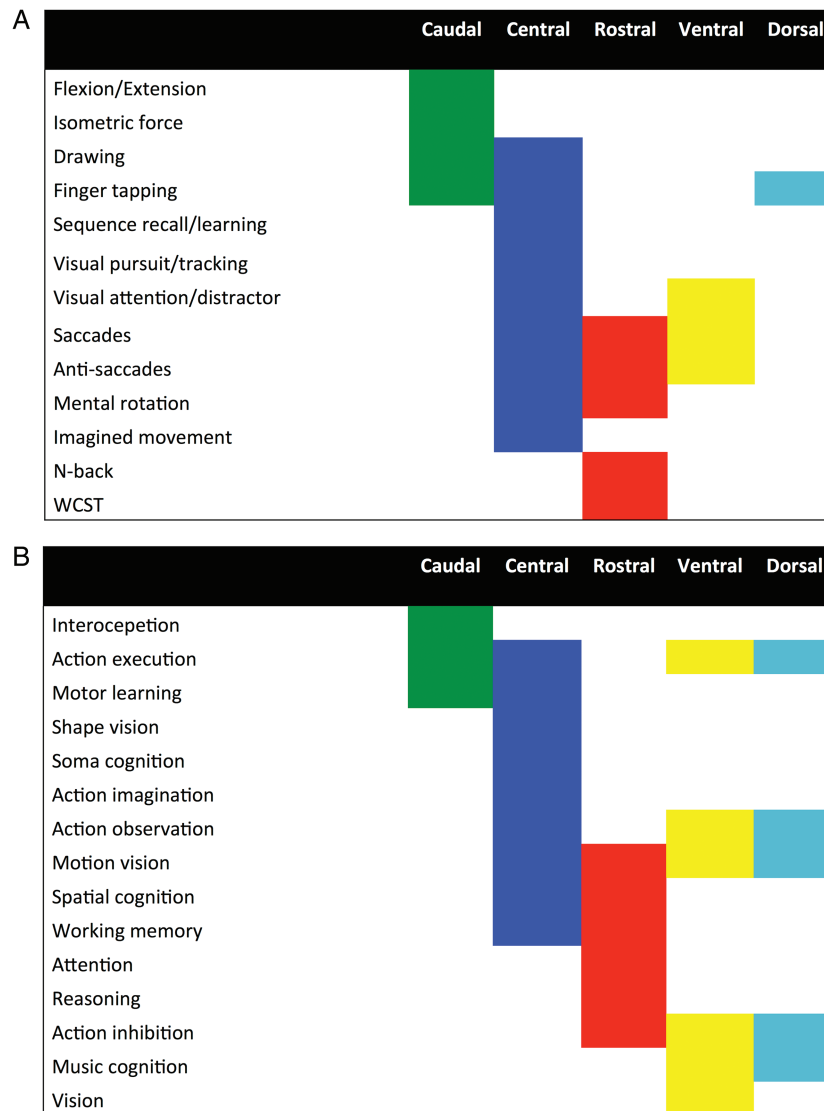 A
Caudal Central Rostral Ventral Dorsal
Flexion/Extension
Isometric force
Drawing
Finger tapping
Sequence recall/learning
Visual pursuit/tracking
Visual attention/distractor
Saccades
Anti-saccades
Mental rotation
Imagined movement
N-back
WCST
B
Caudal Central Rostral Ventral Dorsal
Interocepetion
Action execution
Motor learning
Shape vision
Soma cognition
Action imagination
Action observation
Motion vision
Spatial cognition
Working memory
Attention
Reasoning
Action inhibition
Music cognition
Vision